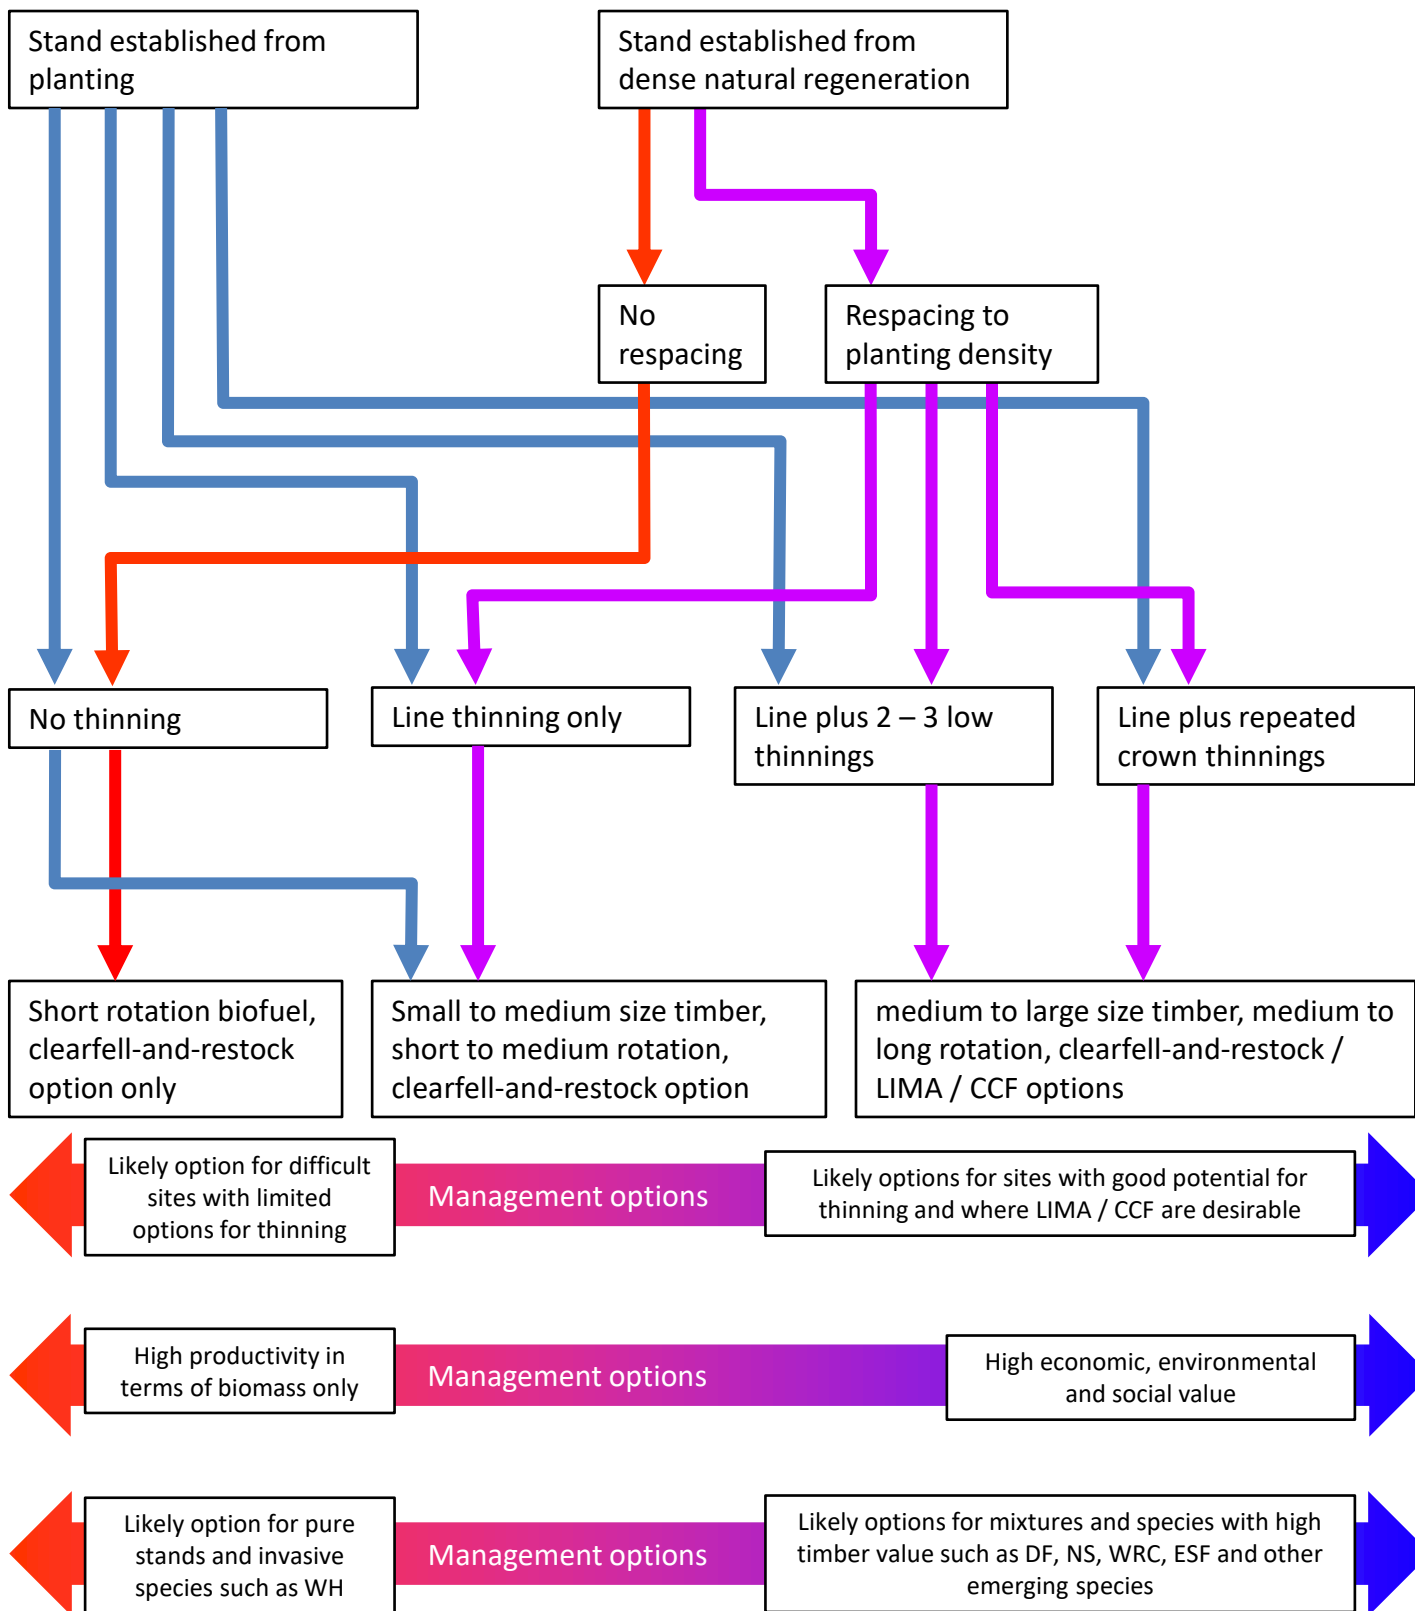 Stand established from
planting
Stand established from
dense natural regeneration
No
respacing
Respacing to
planting density
No thinning
Line thinning only
Line plus 2 – 3 low
thinnings
Line plus repeated
crown thinnings
Short rotation biofuel,
clearfell-and-restock
option only
Small to medium size timber,
short to medium rotation,
clearfell-and-restock option
medium to large size timber, medium to
long rotation, clearfell-and-restock /
LIMA / CCF options
Likely option for difficult
sites with limited
options for thinning
Management options
Likely options for sites with good potential for
thinning and where LIMA / CCF are desirable
High productivity in
terms of biomass only
Management options
High economic, environmental
and social value
Likely option for pure
stands and invasive
species such as WH
Management options
Likely options for mixtures and species with high
timber value such as DF, NS, WRC, ESF and other
emerging species